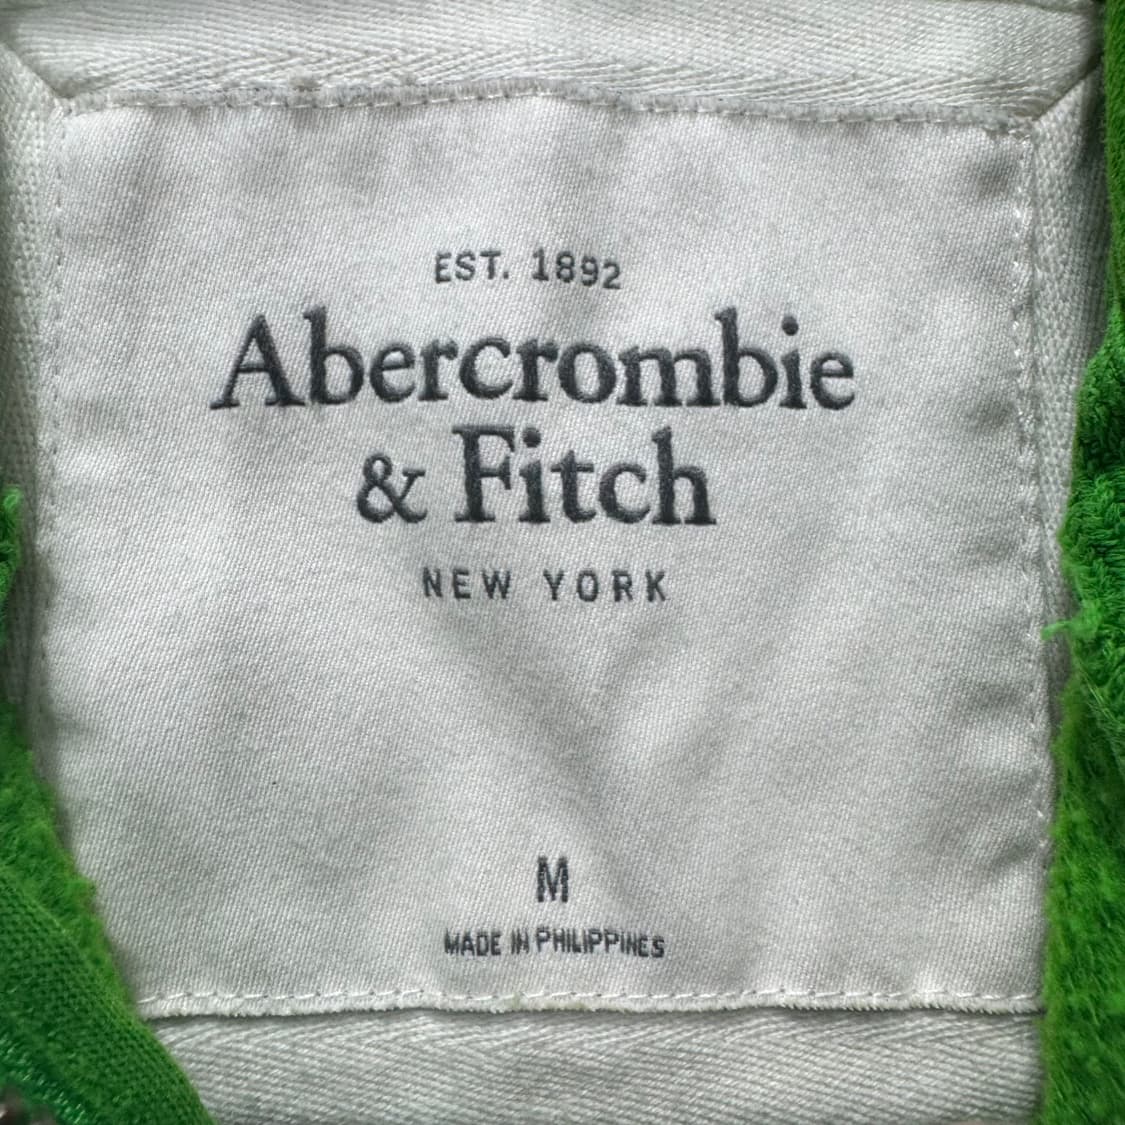 EST. 1892
Abercrombie
& Fitch
NEW YORK
M
MADE IN PHILIPPINES